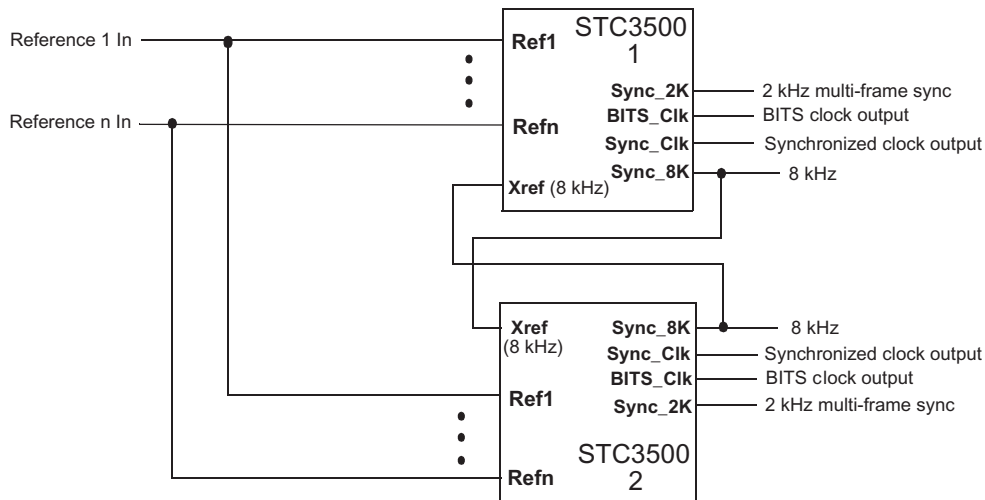 Reference 1 In
Reference n In
Ref1
STC3500
1
Sync_2K
2 kHz multi-frame sync
BITS_Clk
BITS clock output
Refn
Sync_Clk
Synchronized clock output
Sync_8K
8 kHz
Xref (8 kHz)
Xref
(8 kHz)
Sync_8K
8 kHz
Sync_Clk
Synchronized clock output
BITS_Clk
BITS clock output
Ref1
Sync_2K
2 kHz multi-frame sync
STC3500
2
Refn